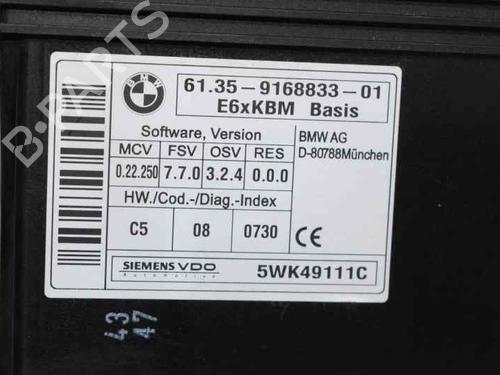 BMW
61.35-9168833-01
E6xKBM Basis
Software, Version
MCV FSV OSV RES
0.22.250 7.7.0 3.2.4 0.0.0
HW./Cod.-/Diag.-Index
C5 08 0730
BMW AG
D-80788München
CE
SIEMENS VDO
Automotive
5WK49111C
43
47
B-PARTS